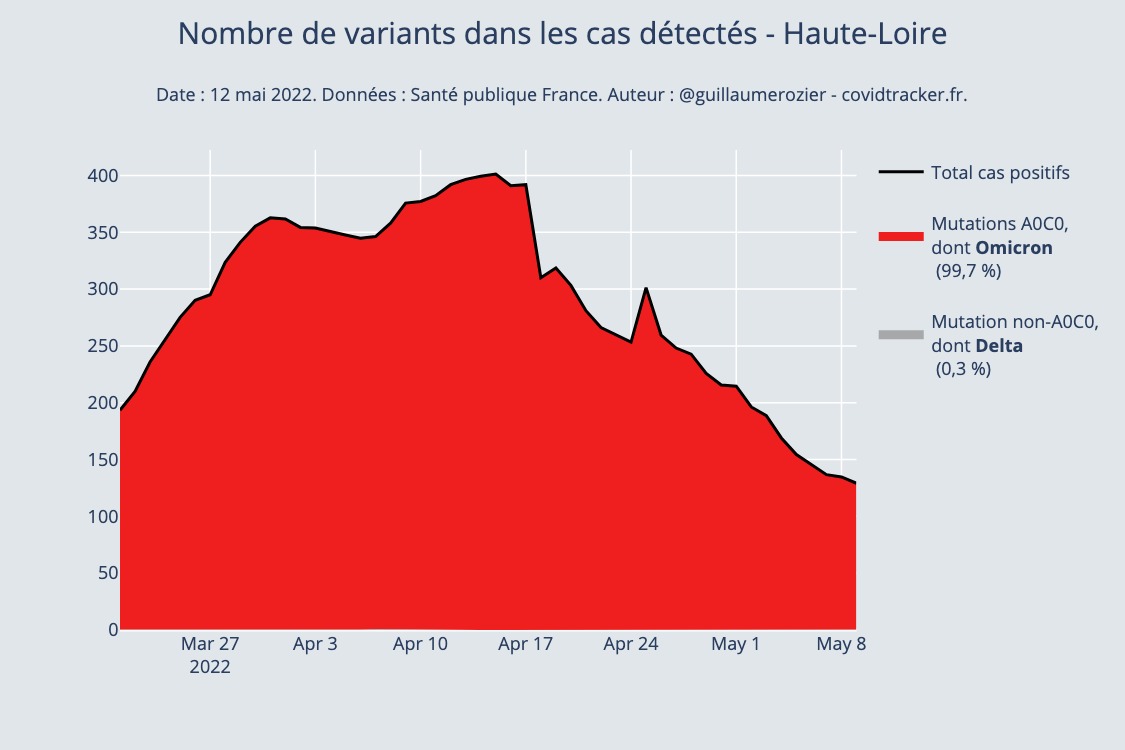 Nombre de variants dans les cas détectés - Haute-Loire
Date : 12 mai 2022. Données : Santé publique France. Auteur : @guillaumerozier - covidtracker.fr.
400
350
300
250
200
150
100
50
0
Mar 27
2022
Apr 3
Apr 10
Apr 17
Apr 24
May 1
May 8
Total cas positifs
Mutations A0C0,
dont Omicron
(99,7 %)
Mutation non-A0C0,
dont Delta
(0,3 %)